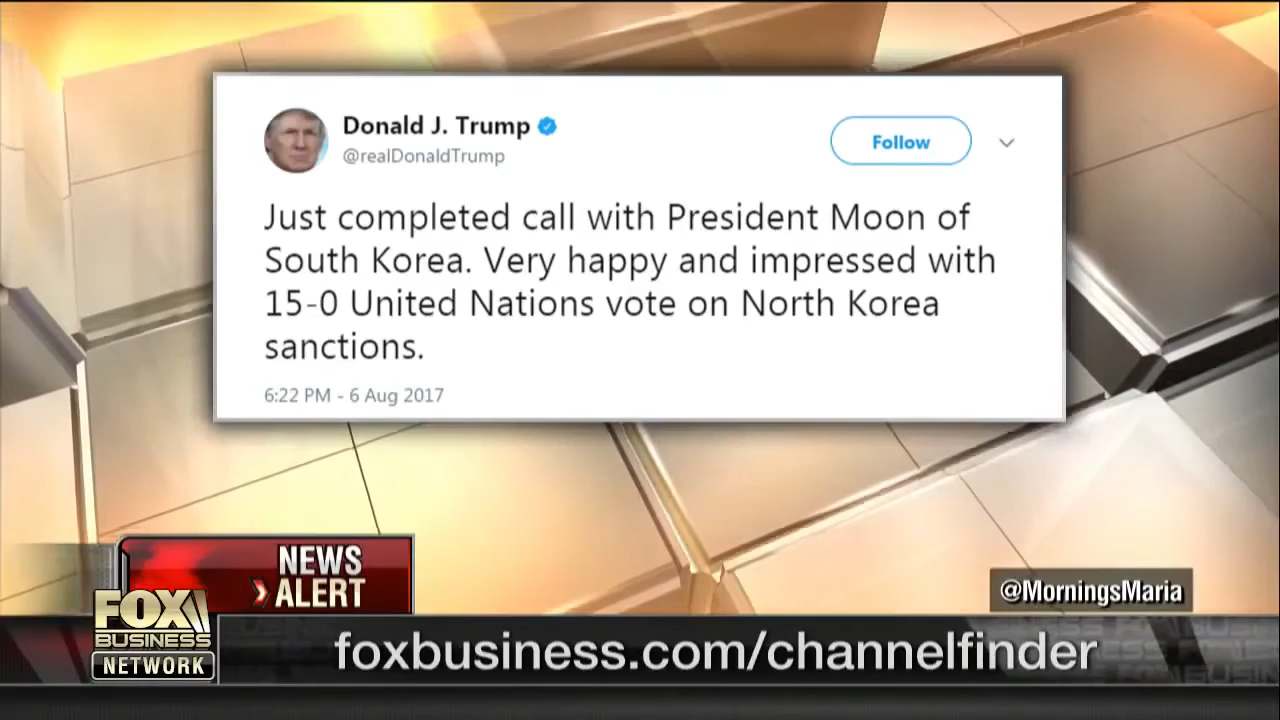 Donald J. Trump
@realDonaldTrump
Follow
Just completed call with President Moon of
South Korea. Very happy and impressed with
15-0 United Nations vote on North Korea
sanctions.
6:22 PM - 6 Aug 2017
NEWS
ALERT
@MorningsMaria
FOX
BUSINESS
NETWORK
foxbusiness.com/channelfinder